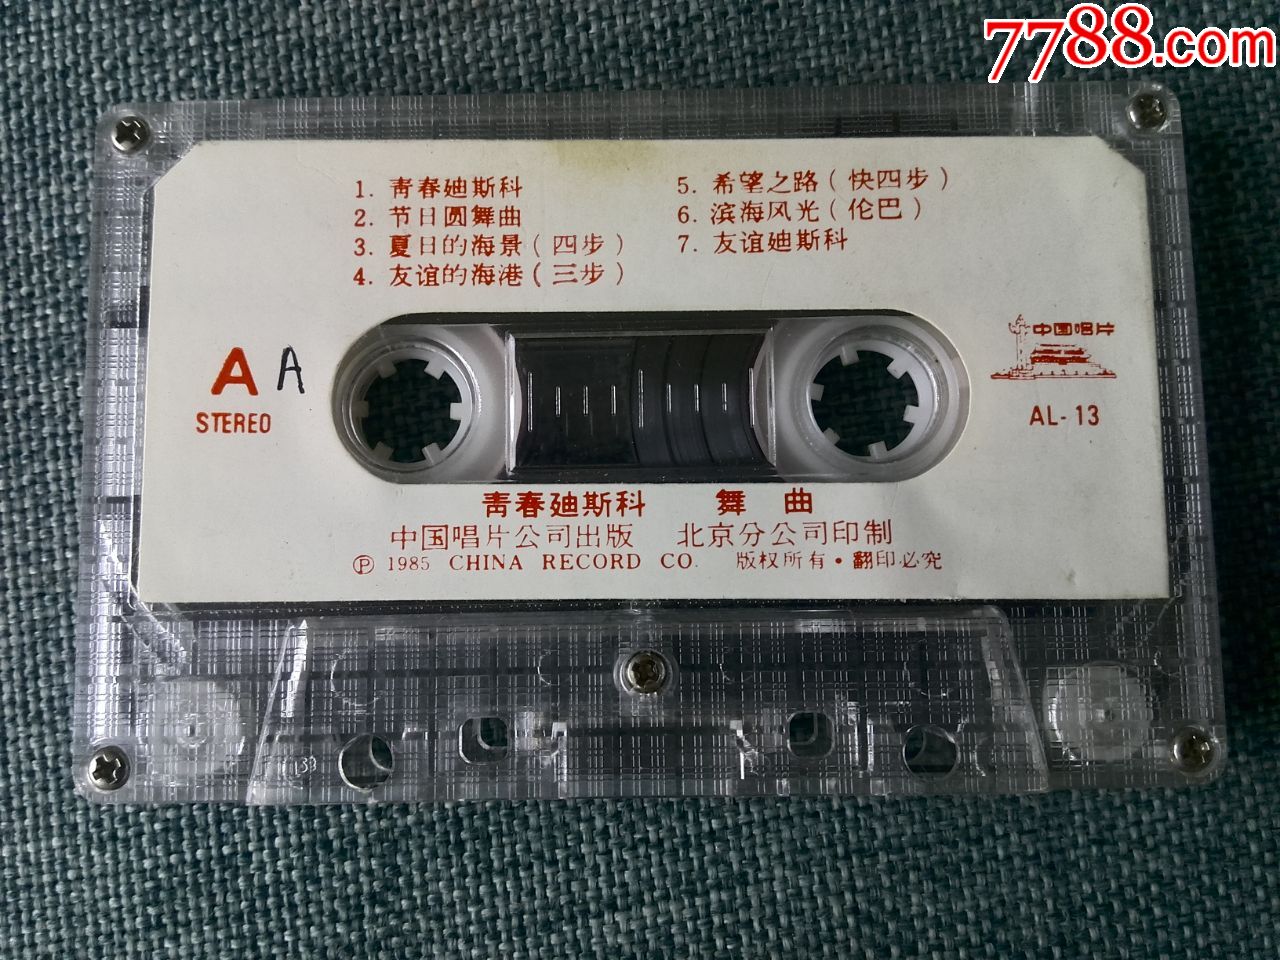 7788.com
1. 青春廸斯科
2. 节日圆舞曲
3. 夏日的海景（四步）
4. 友谊的海港（三步）
5. 希望之路（快四步）
6. 滨海风光（伦巴）
7. 友谊廸斯科
A A
STEREO
中国唱片
AL-13
青春廸斯科 舞曲
中国唱片公司出版 北京分公司印制
Ⓟ 1985 CHINA RECORD CO. 版权所有·翻印必究
133